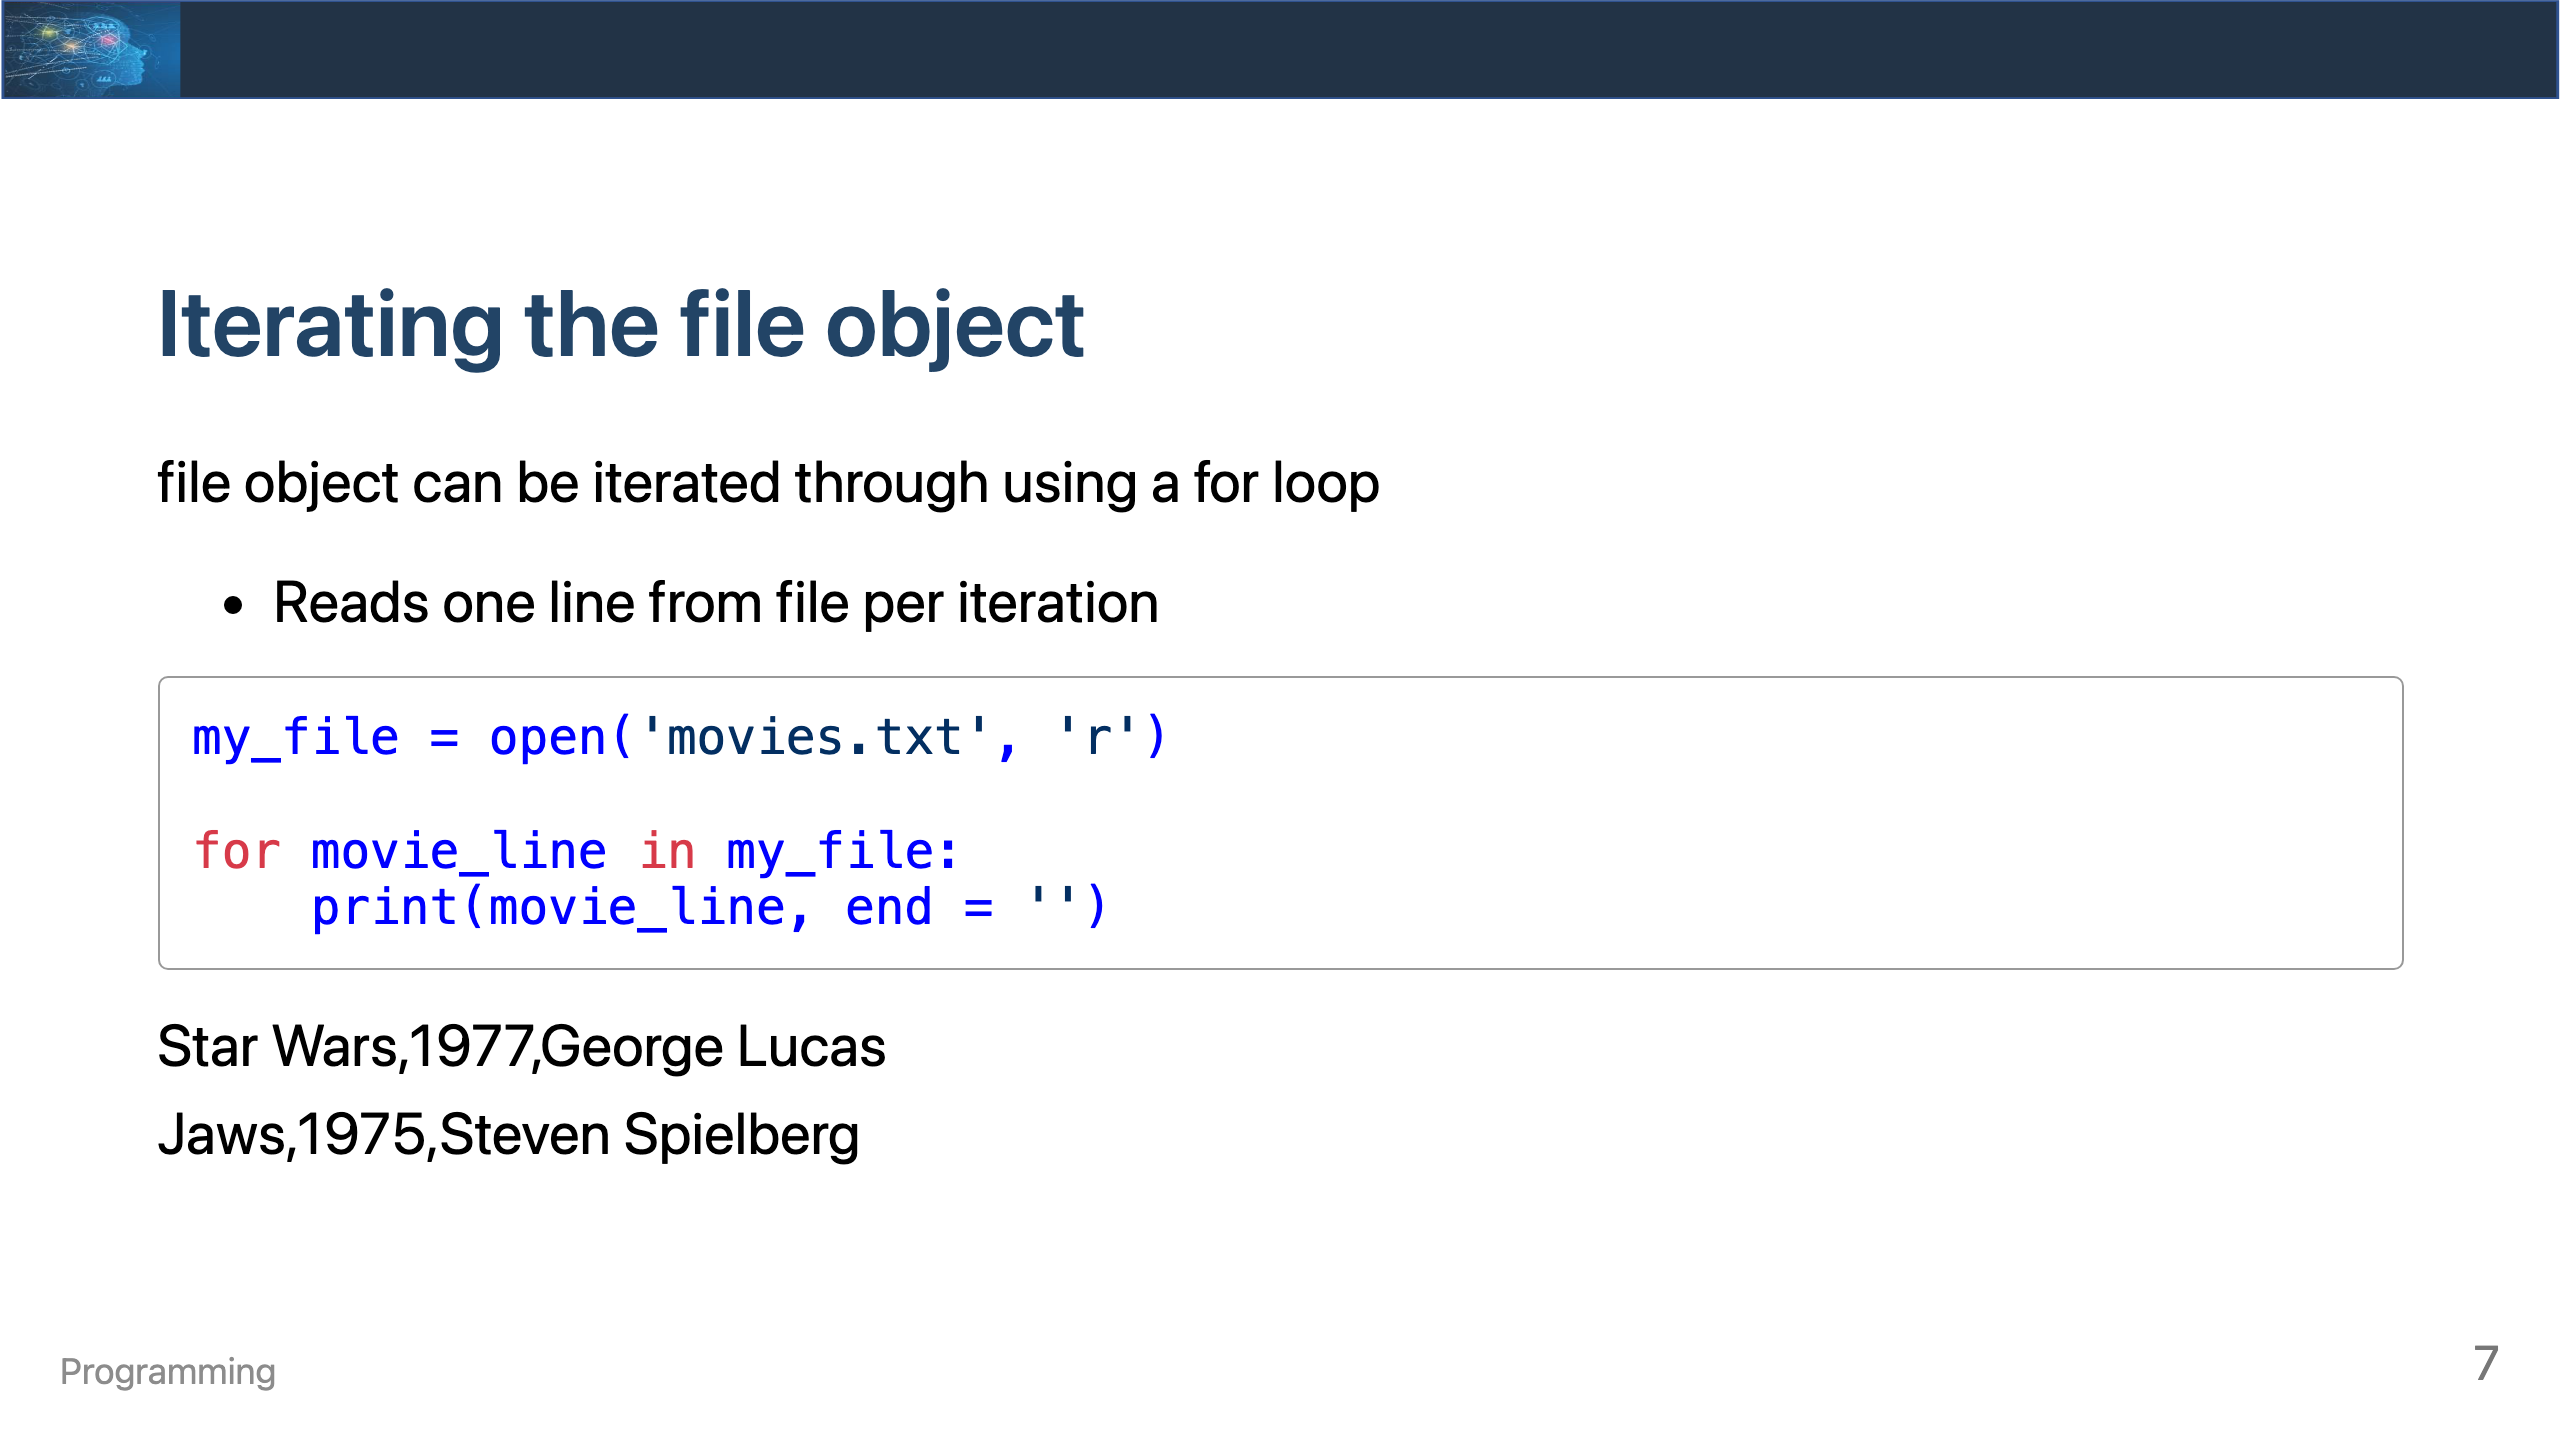 Iterating the file object
file object can be iterated through using a for loop
• Reads one line from file per iteration
my_file = open('movies.txt', 'r')
for movie_line in my_file:
    print(movie_line, end = '')
Star Wars,1977,George Lucas
Jaws,1975,Steven Spielberg
Programming
7